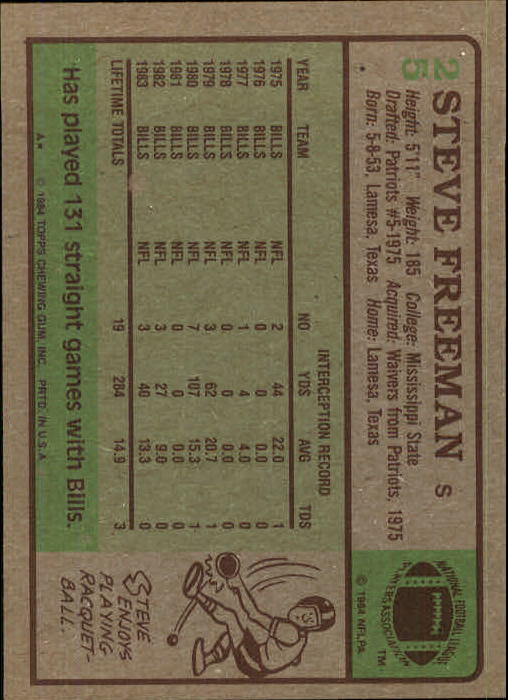 25
STEVE FREEMAN S
Height: 5'11" Weight: 185 College: Mississippi State
Drafted: Patriots #5-1975 Acquired: Waivers from Patriots, 1975
Born: 5-8-53, Lamesa, Texas Home: Lamesa, Texas
NATIONAL FOOTBALL LEAGUE
PLAYERS ASSOCIATION
TM
© 1984 NFLPA
INTERCEPTION RECORD
YEAR TEAM NO YDS AVG TDS
1975 BILLS NFL 2 44 22.0 1
1976 BILLS NFL 0 0 0.0 0
1977 BILLS NFL 1 4 4.0 0
1978 BILLS NFL 0 0 0.0 0
1979 BILLS NFL 3 62 20.7 1
1980 BILLS NFL 7 107 15.3 1
1981 BILLS NFL 0 0 0.0 0
1982 BILLS NFL 3 27 9.0 0
1983 BILLS NFL 3 40 13.3 0
LIFETIME TOTALS 19 284 14.9 3
Has played 131 straight games with Bills.
A* © 1984 TOPPS CHEWING GUM, INC. PRTD. IN U.S.A.
STEVE
ENJOYS
PLAYING
RACQUET-
BALL.